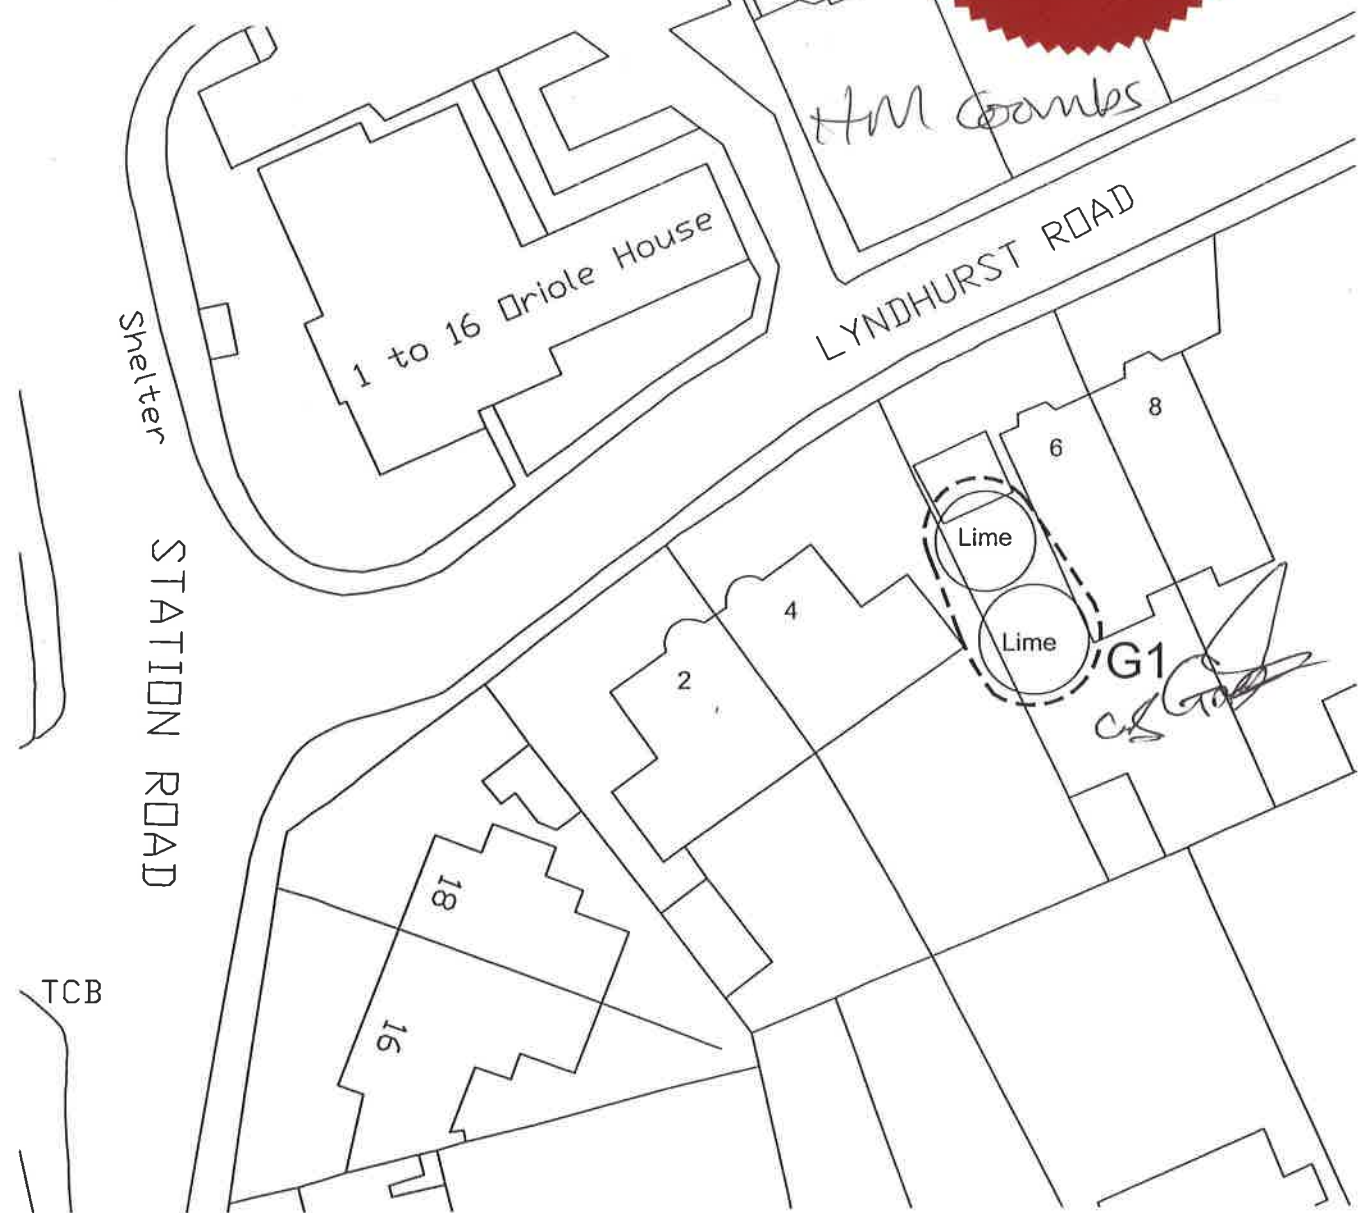 HM Coombs
LYNDHURST ROAD
1 to 16 Oriole House
Shelter
8
6
Lime
4
Lime
G1
2
STATION ROAD
18
TCB
16